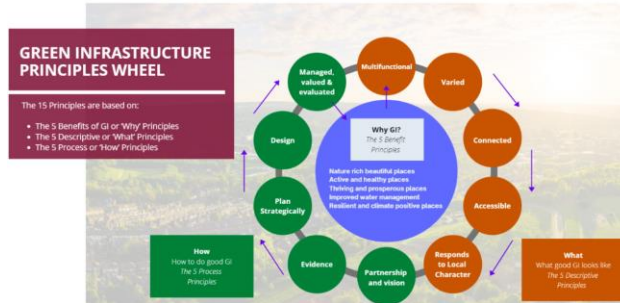 GREEN INFRASTRUCTURE
PRINCIPLES WHEEL
The 15 Principles are based on:
• The 5 Benefits of GI or 'Why' Principles
• The 5 Descriptive or 'What' Principles
• The 5 Process or 'How' Principles
Multifunctional
Varied
Connected
Accessible
Responds
to Local
Character
Partnership
and vision
Evidence
Plan
Strategically
Design
Managed,
valued &
evaluated
Why GI?
The 5 Benefit
Principles
Nature rich beautiful places
Active and healthy places
Thriving and prosperous places
Improved water management
Resilient and climate positive places
How
How to do good GI
The 5 Process
Principles
What
What good GI looks like
The 5 Descriptive
Principles